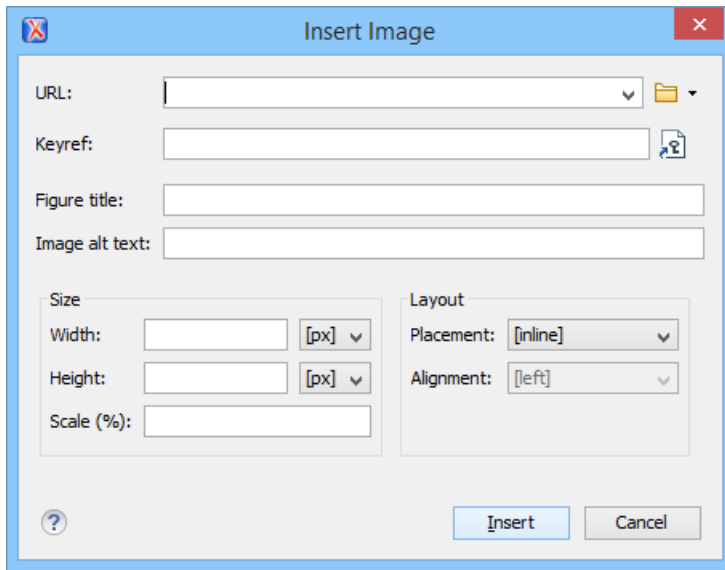 Insert Image
URL:
Keyref:
Figure title:
Image alt text:
Size
Width: [px]
Height: [px]
Scale (%):
Layout
Placement: [inline]
Alignment: [left]
? Insert Cancel